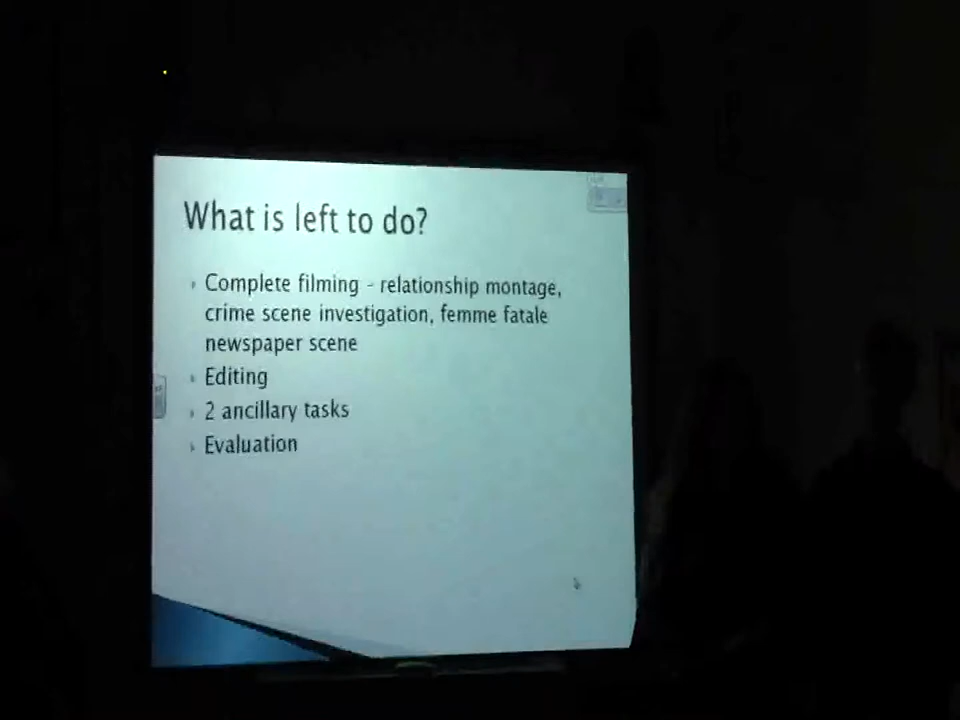 What is left to do?
Complete filming - relationship montage,
crime scene investigation, femme fatale
newspaper scene
Editing
2 ancillary tasks
Evaluation